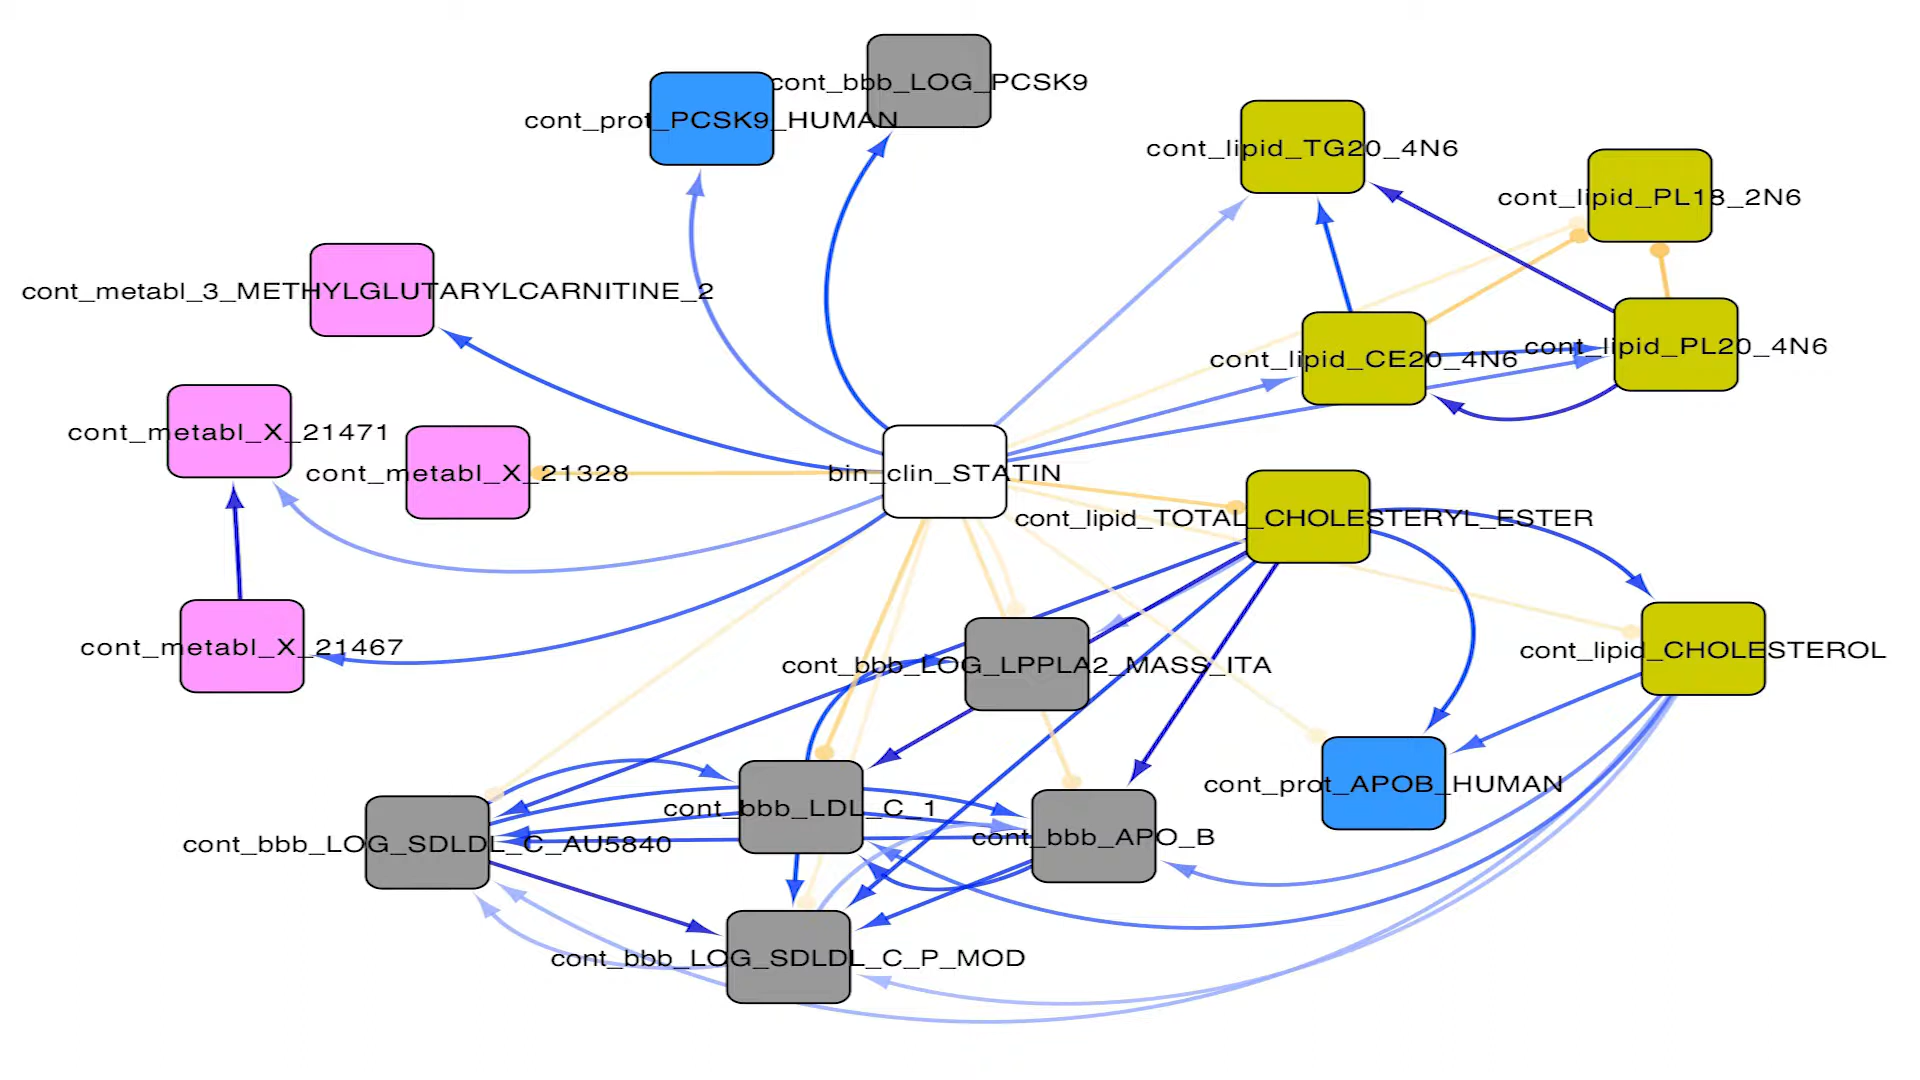 cont_bbb_LOG_PCSK9
cont_prot_PCSK9_HUMAN
cont_lipid_TG20_4N6
cont_lipid_PL18_2N6
cont_metabl_3_METHYLGLUTARYLCARNITINE_2
cont_lipid_CE20_4N6
cont_lipid_PL20_4N6
cont_metabl_X_21471
cont_metabl_X_21328
bin_clin_STATIN
cont_lipid_TOTAL_CHOLESTERYL_ESTER
cont_metabl_X_21467
cont_bbb_LOG_LPPLA2_MASS_ITA
cont_lipid_CHOLESTEROL
cont_prot_APOB_HUMAN
cont_bbb_LDL_C_1
cont_bbb_APO_B
cont_bbb_LOG_SDLDL_C_AU5840
cont_bbb_LOG_SDLDL_C_P_MOD